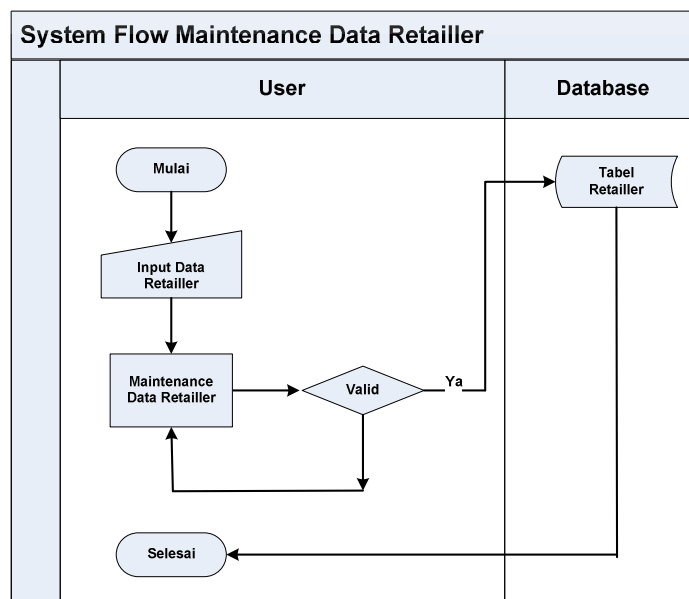 System Flow Maintenance Data Retailler
User
Database
Mulai
Tabel
Retailler
Input Data
Retailler
Maintenance
Data Retailler
Valid
Ya
Selesai